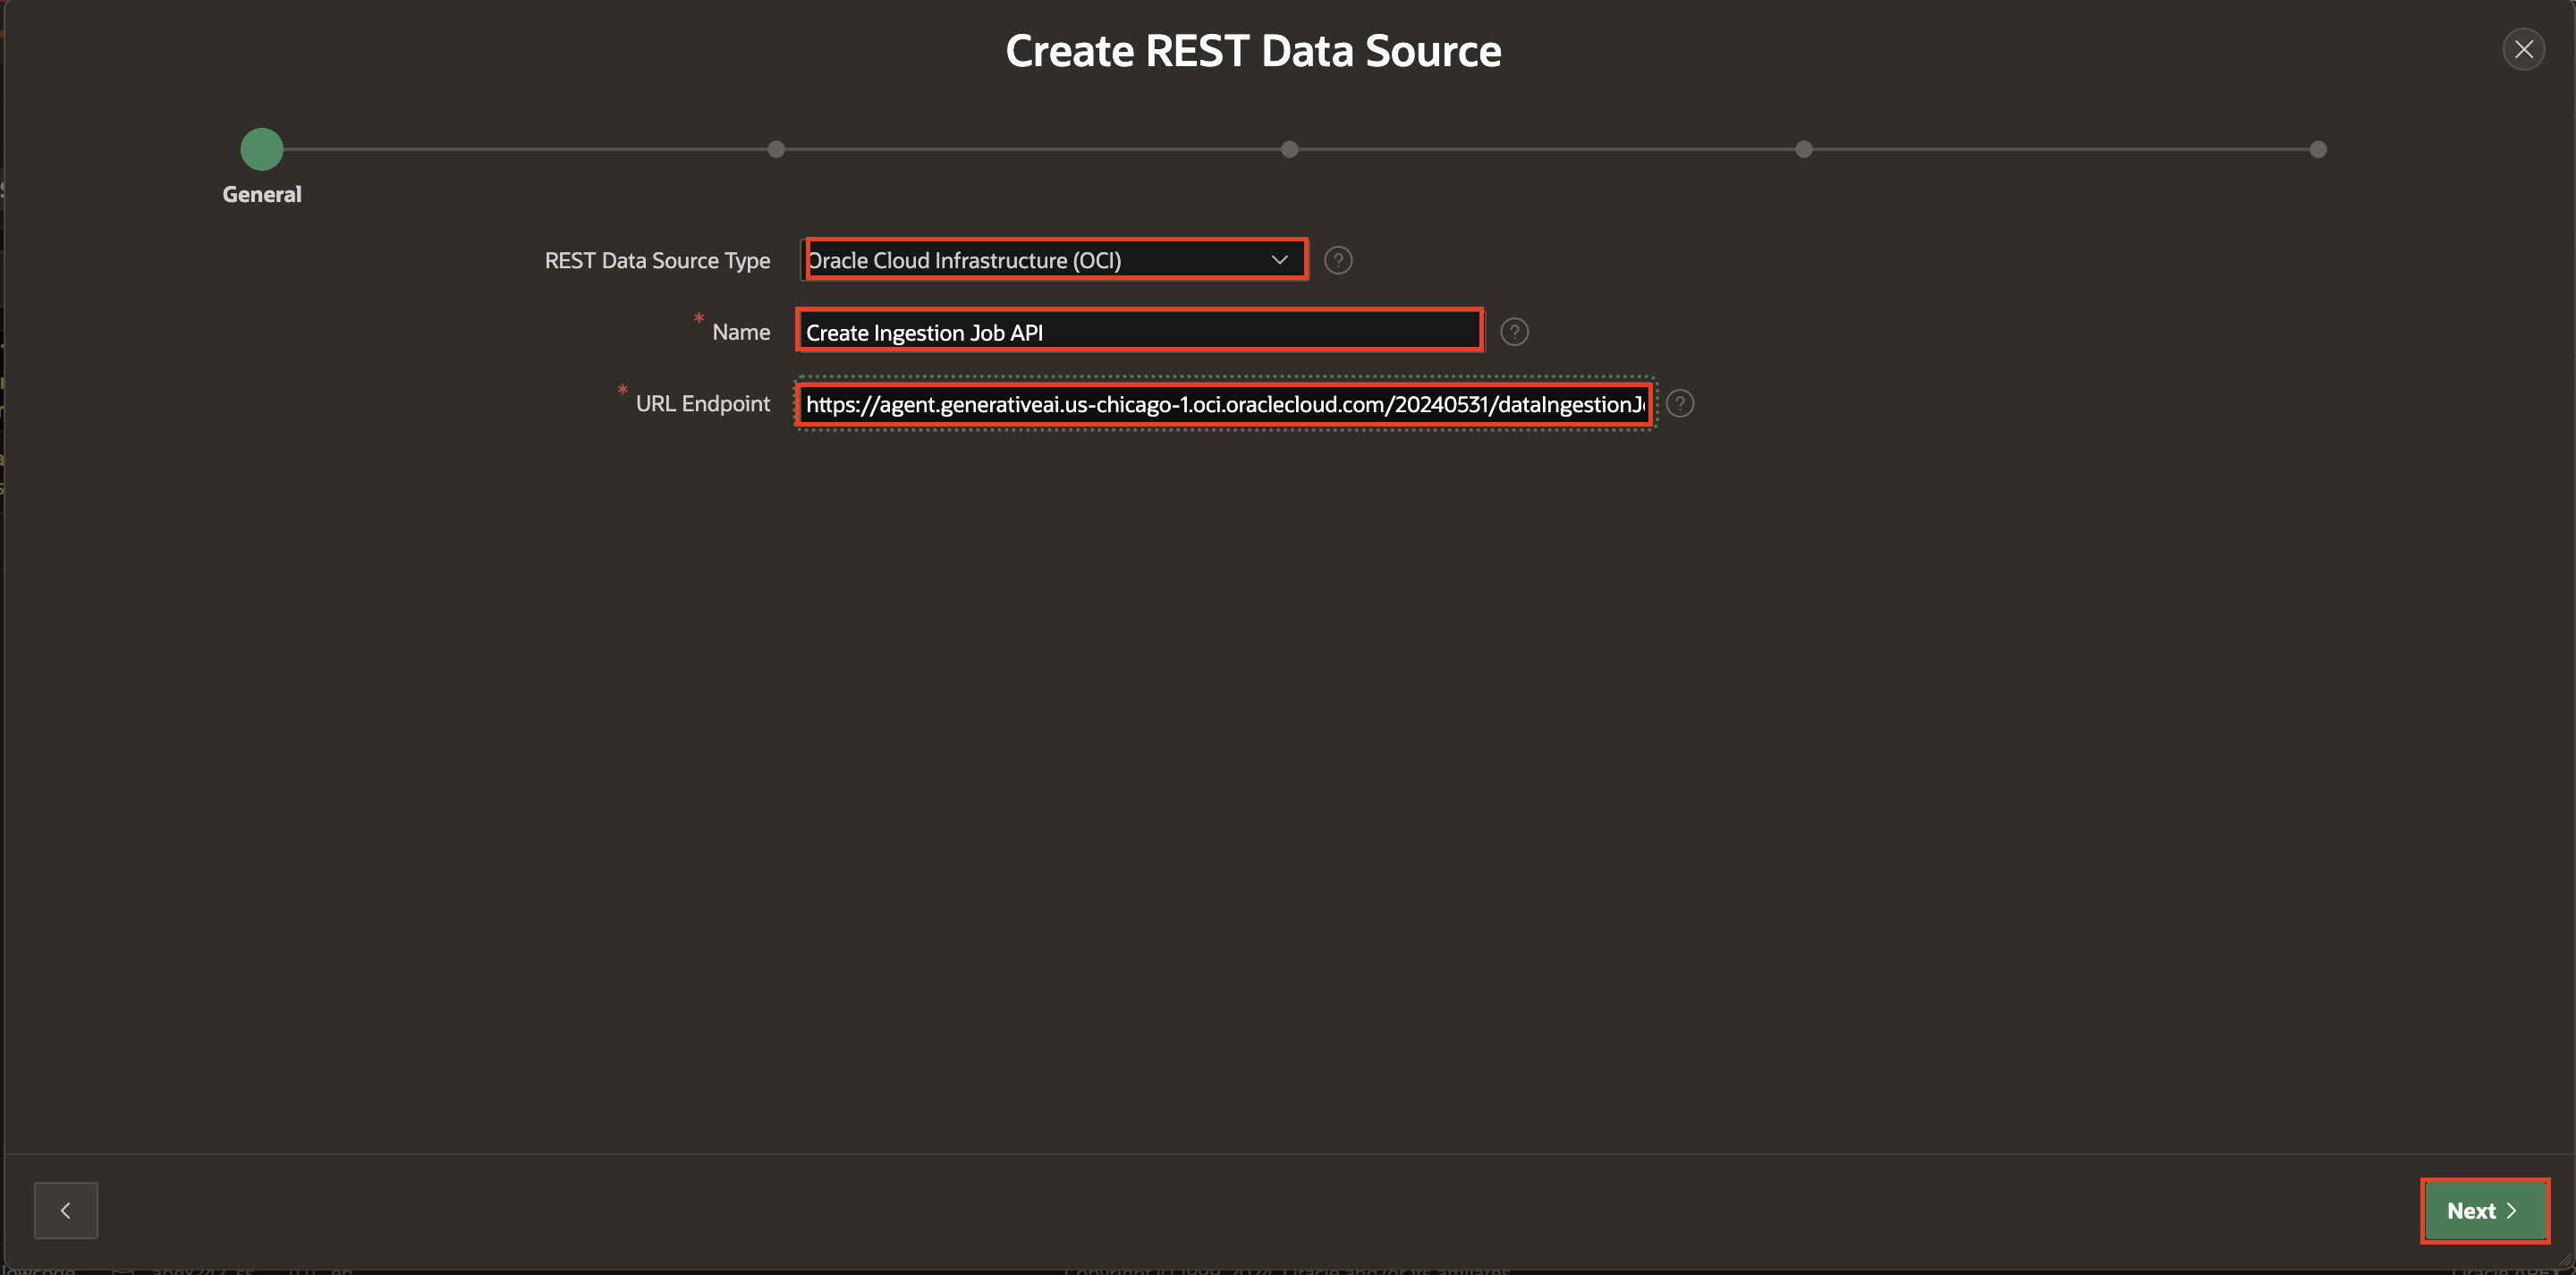 Create REST Data Source
General
REST Data Source Type
Oracle Cloud Infrastructure (OCI)
* Name
Create Ingestion Job API
* URL Endpoint
https://agent.generativeai.us-chicago-1.oci.oraclecloud.com/20240531/dataIngestionJ
Next